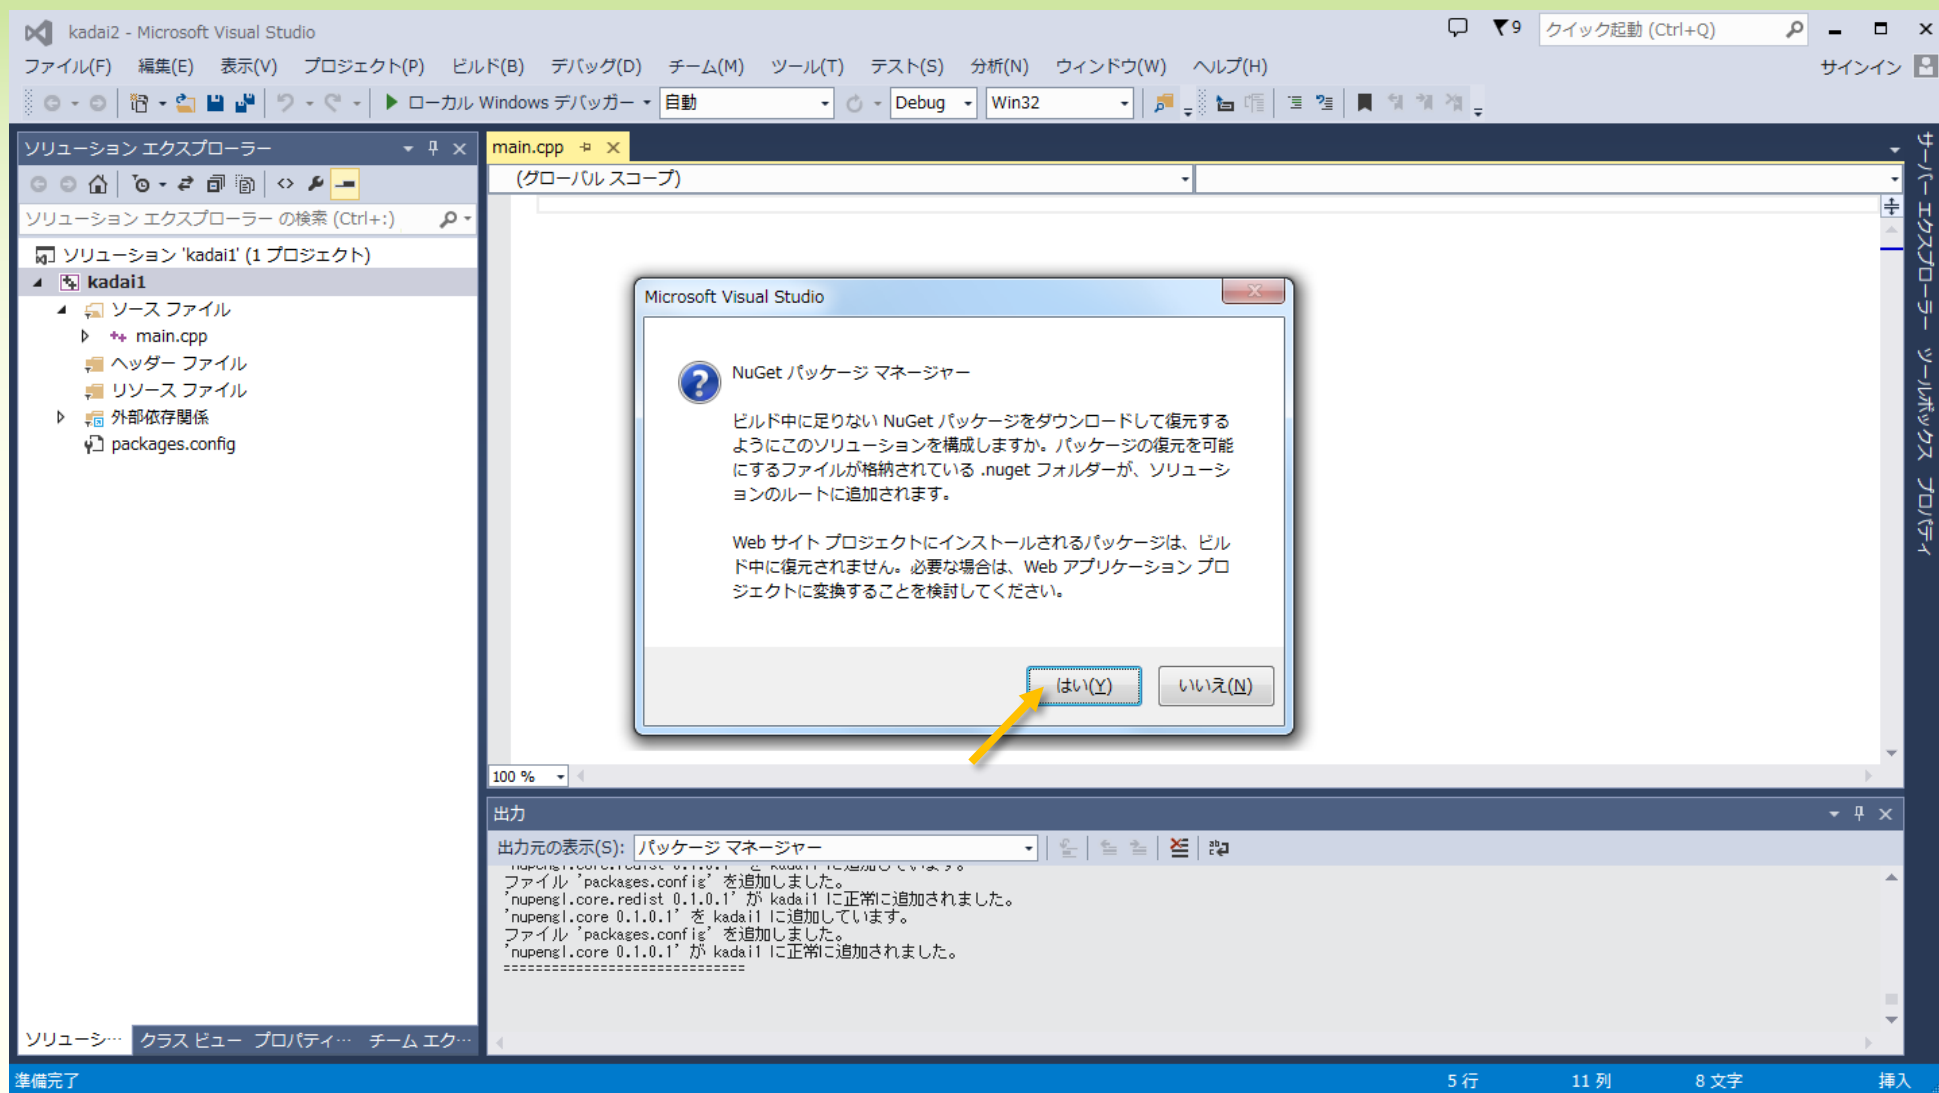 kadai2 - Microsoft Visual Studio
9
クイック起動 (Ctrl+Q)
ファイル(F) 編集(E) 表示(V) プロジェクト(P) ビルド(B) デバッグ(D) チーム(M) ツール(T) テスト(S) 分析(N) ウィンドウ(W) ヘルプ(H)
サインイン
ローカル Windows デバッガー 自動 Debug Win32
ソリューション エクスプローラー
ソリューション エクスプローラー の検索 (Ctrl+:)
ソリューション 'kadai1' (1 プロジェクト)
kadai1
ソース ファイル
main.cpp
ヘッダー ファイル
リソース ファイル
外部依存関係
packages.config
ソリューシ… クラス ビュー プロパティ… チーム エク…
main.cpp
(グローバル スコープ)
Microsoft Visual Studio
NuGet パッケージ マネージャー
ビルド中に足りない NuGet パッケージをダウンロードして復元する
ようにこのソリューションを構成しますか。パッケージの復元を可能
にするファイルが格納されている .nuget フォルダーが、ソリューシ
ョンのルートに追加されます。
Web サイト プロジェクトにインストールされるパッケージは、ビル
ド中に復元されません。必要な場合は、Web アプリケーション プロ
ジェクトに変換することを検討してください。
はい(Y) いいえ(N)
100 %
出力
出力元の表示(S): パッケージ マネージャー
'nupengl.core.redist 0.1.0.1' を kadai1 に追加しています。
ファイル 'packages.config' を追加しました。
'nupengl.core.redist 0.1.0.1' が kadai1 に正常に追加されました。
'nupengl.core 0.1.0.1' を kadai1 に追加しています。
ファイル 'packages.config' を追加しました。
'nupengl.core 0.1.0.1' が kadai1 に正常に追加されました。
==============================
サーバー エクスプローラー
ツールボックス
プロパティ
準備完了
5 行 11 列 8 文字 挿入